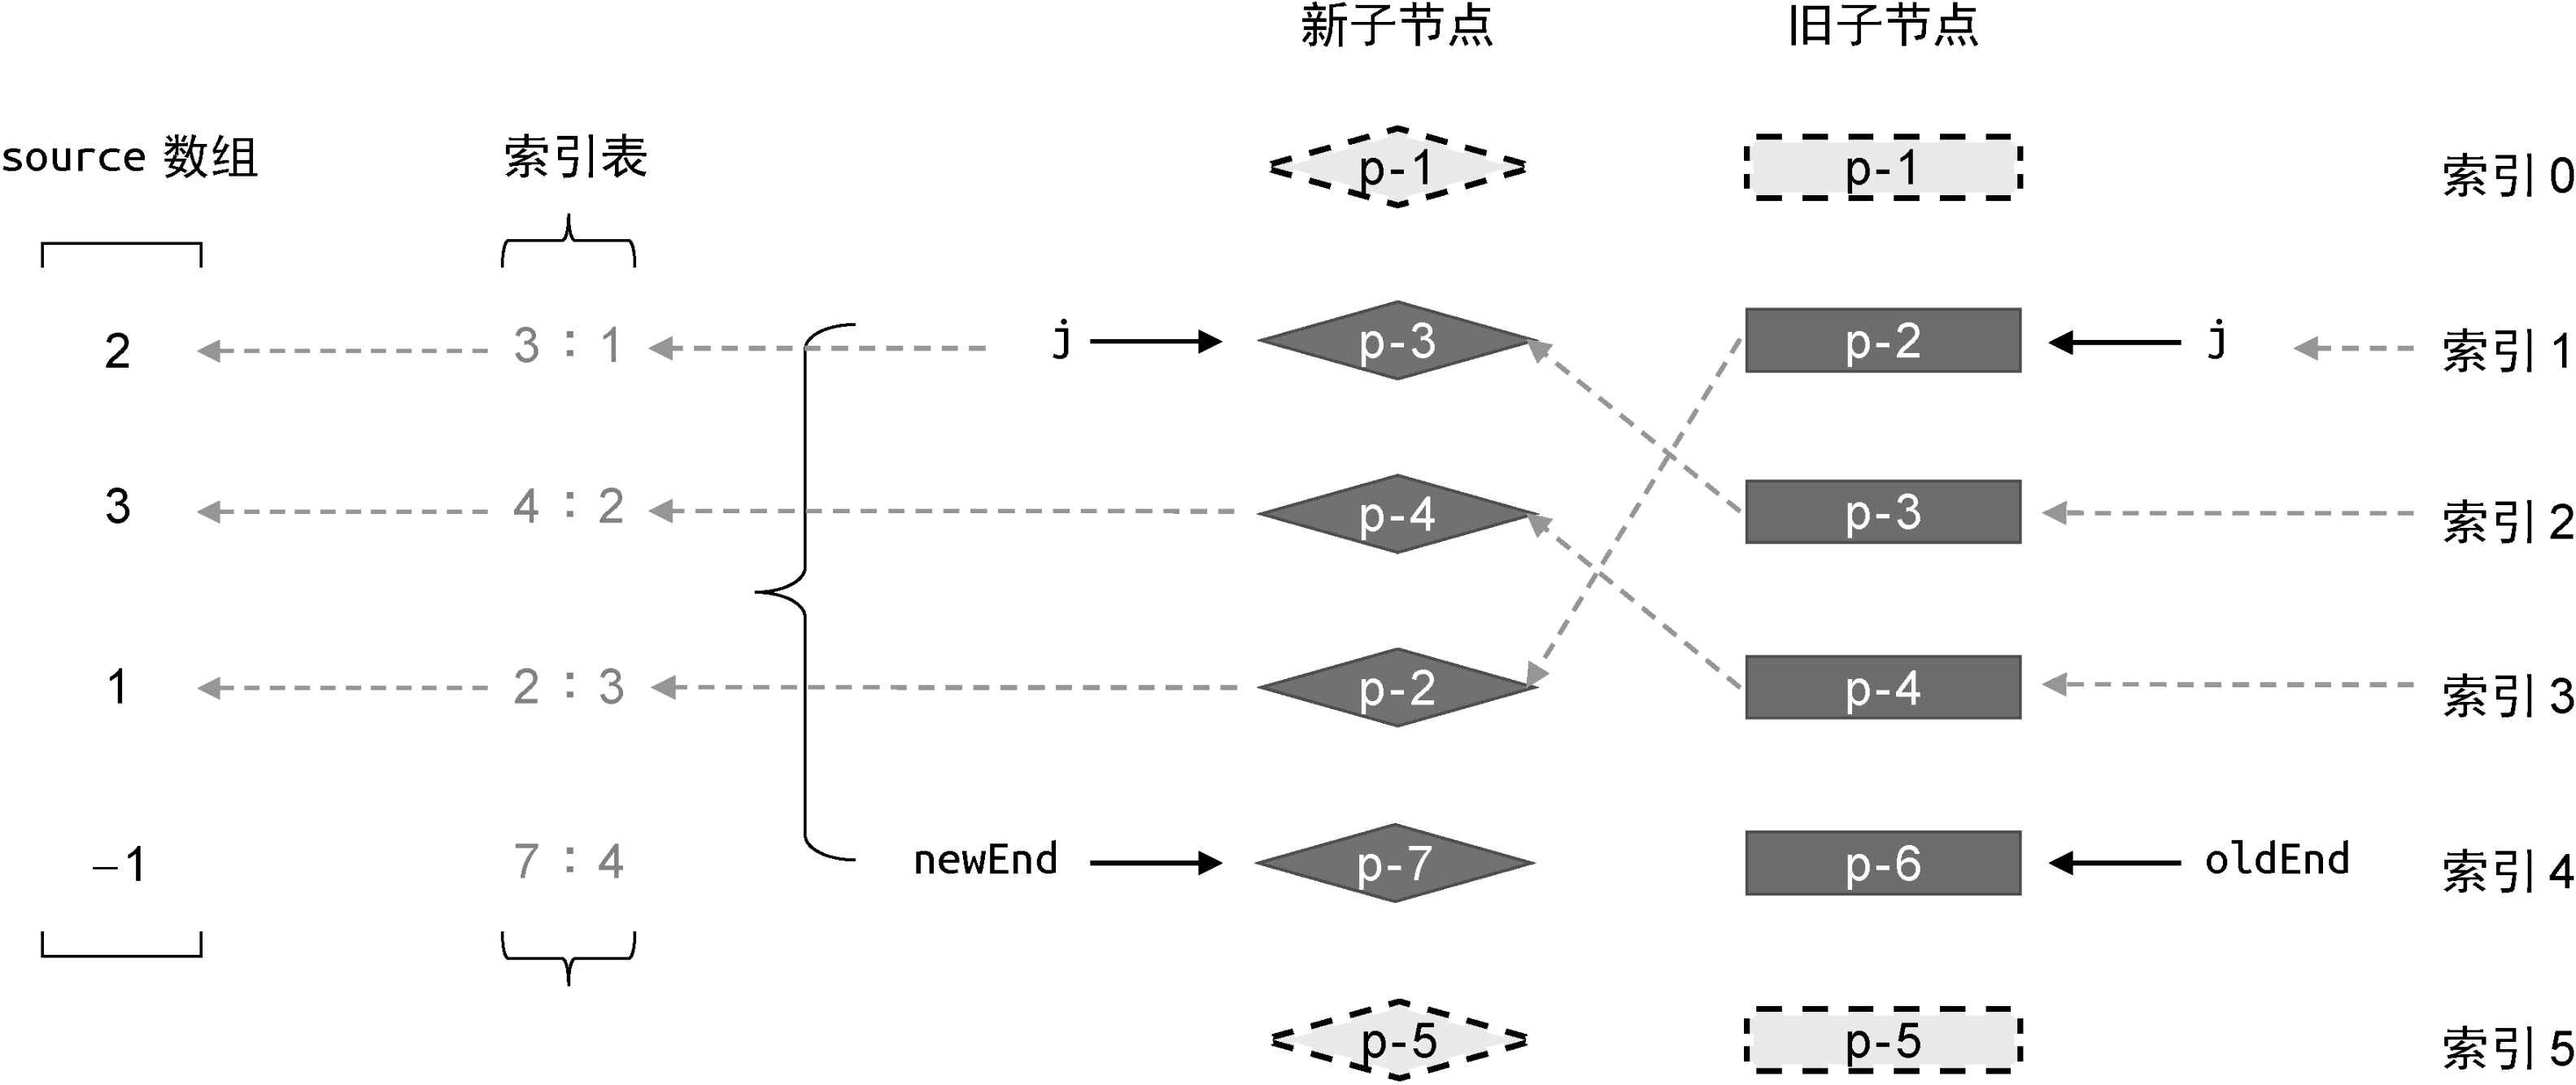 新子节点 旧子节点
source 数组 索引表 p-1 p-1 索引 0
2 3 : 1 j p-3 p-2 j 索引 1
3 4 : 2 p-4 p-3 索引 2
1 2 : 3 p-2 p-4 索引 3
−1 7 : 4 newEnd p-7 p-6 oldEnd 索引 4
p-5 p-5 索引 5